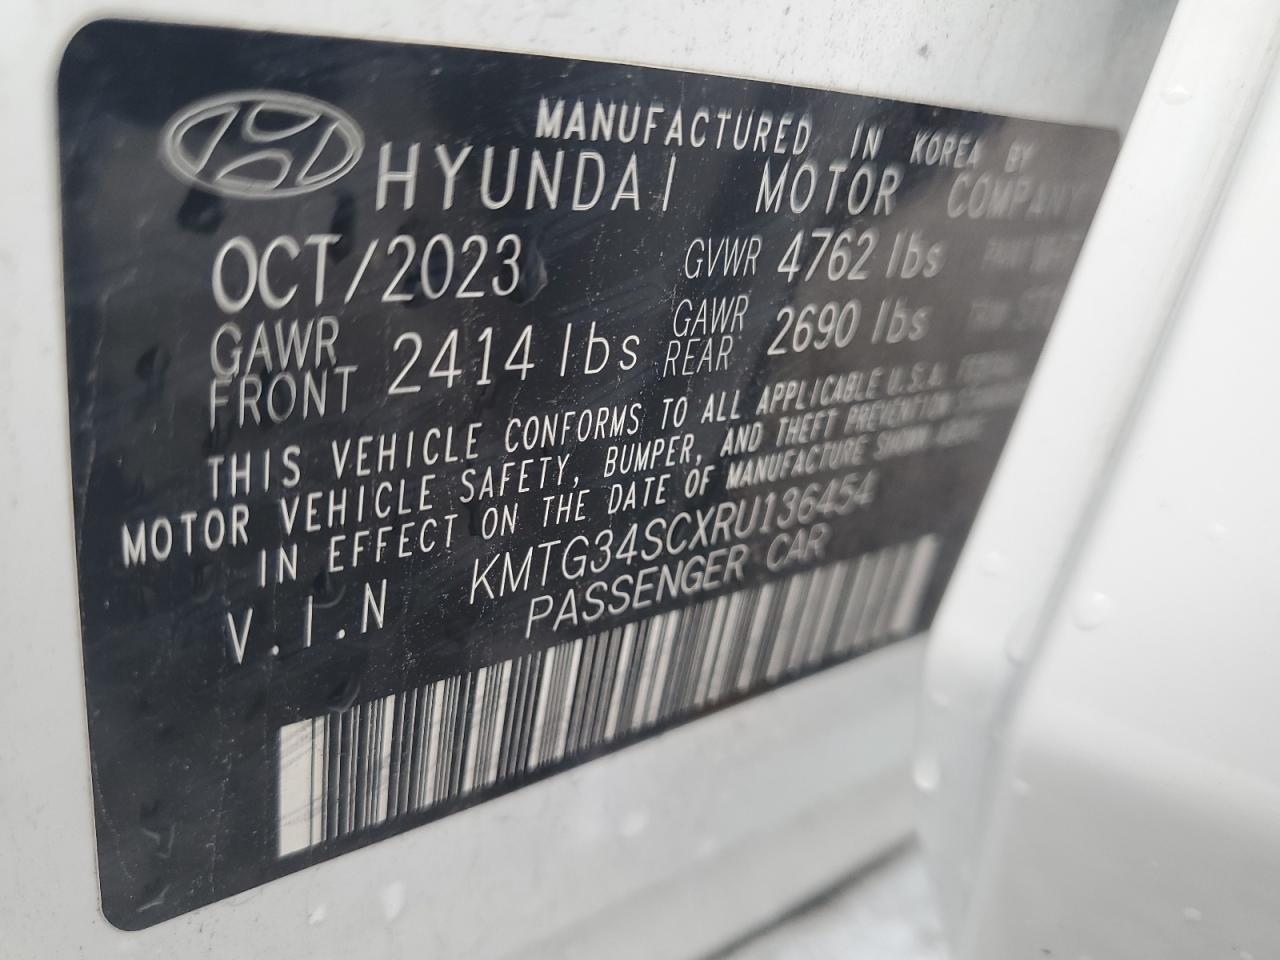 MANUFACTURED IN KOREA BY
HYUNDAI MOTOR COMPANY
OCT/2023 GVWR 4762 lbs
GAWR FRONT 2414 lbs GAWR REAR 2690 lbs
THIS VEHICLE CONFORMS TO ALL APPLICABLE U.S.A. FEDERAL
MOTOR VEHICLE SAFETY, BUMPER, AND THEFT PREVENTION STANDARDS
IN EFFECT ON THE DATE OF MANUFACTURE SHOWN ABOVE
V.I.N KMTG34SCXRU136454
PASSENGER CAR